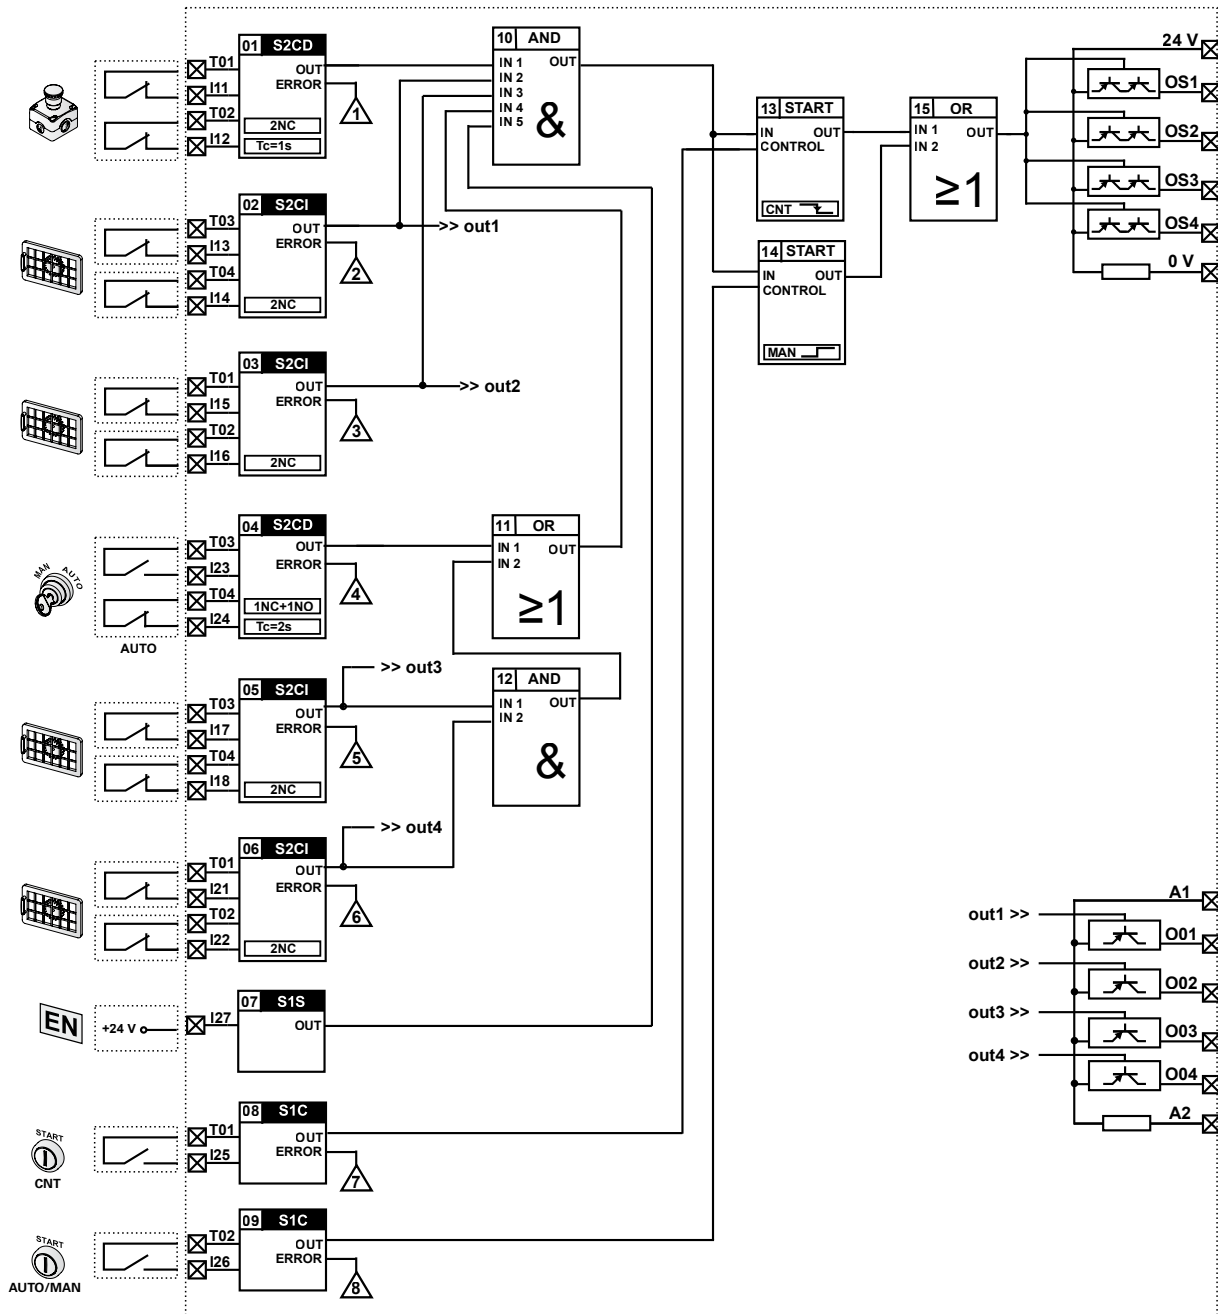 01 S2CD
T01
I11
T02
I12
OUT
ERROR
1
2NC
Tc=1s
10 AND
IN 1
IN 2
IN 3
IN 4
IN 5
OUT
&
13 START
IN
CONTROL
OUT
CNT
15 OR
IN 1
IN 2
OUT
≥1
24 V
OS1
OS2
OS3
OS4
0 V
02 S2CI
T03
I13
T04
I14
OUT
ERROR
2
2NC
>> out1
14 START
IN
CONTROL
OUT
MAN
03 S2CI
T01
I15
T02
I16
OUT
ERROR
3
2NC
>> out2
MAN AUTO
AUTO
04 S2CD
T03
I23
T04
I24
OUT
ERROR
4
1NC+1NO
Tc=2s
11 OR
IN 1
IN 2
OUT
≥1
05 S2CI
T03
I17
T04
I18
OUT
ERROR
5
2NC
>> out3
12 AND
IN 1
IN 2
OUT
&
06 S2CI
T01
I21
T02
I22
OUT
ERROR
6
2NC
>> out4
A1
out1 >>
O01
out2 >>
O02
out3 >>
O03
out4 >>
O04
A2
EN
+24 V
I27
07 S1S
OUT
START
CNT
T01
I25
08 S1C
OUT
ERROR
7
START
AUTO/MAN
T02
I26
09 S1C
OUT
ERROR
8